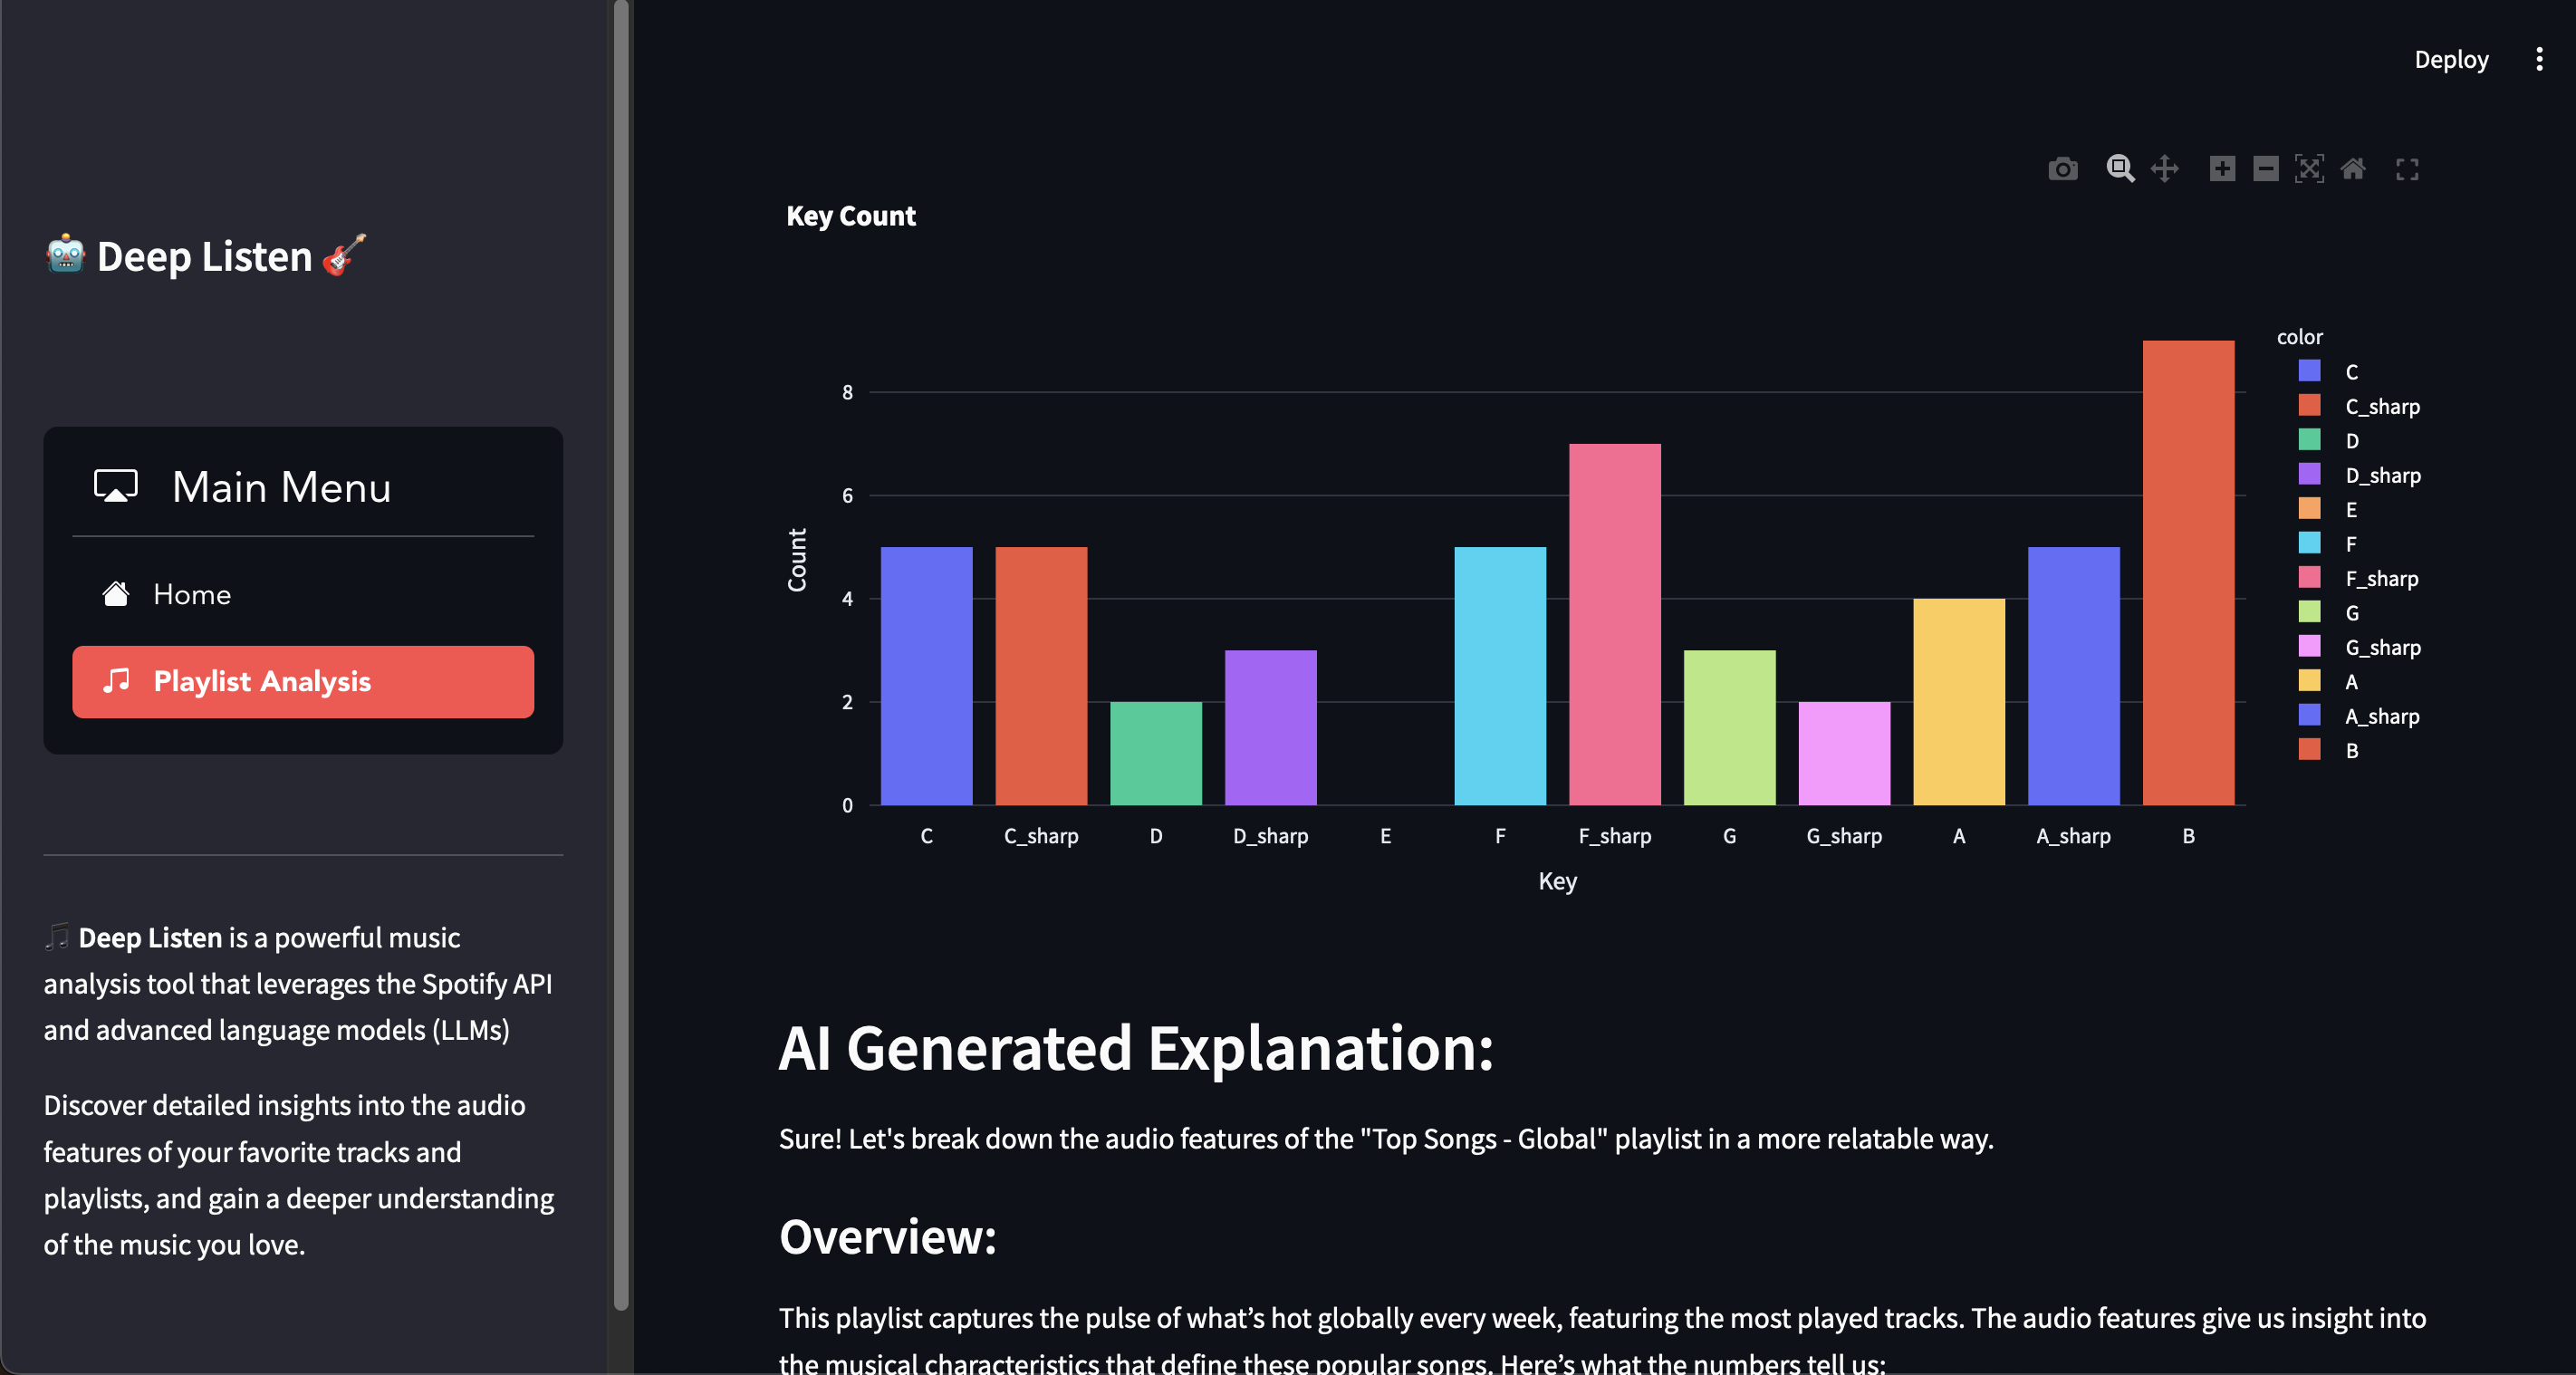 Deep Listen
Main Menu
Home
Playlist Analysis
Deep Listen is a powerful music
analysis tool that leverages the Spotify API
and advanced language models (LLMs)
Discover detailed insights into the audio
features of your favorite tracks and
playlists, and gain a deeper understanding
of the music you love.
Deploy
Key Count
Count
8
6
4
2
0
C
C_sharp
D
D_sharp
E
F
F_sharp
G
G_sharp
A
A_sharp
B
Key
color
C
C_sharp
D
D_sharp
E
F
F_sharp
G
G_sharp
A
A_sharp
B
AI Generated Explanation:
Sure! Let's break down the audio features of the "Top Songs - Global" playlist in a more relatable way.
Overview:
This playlist captures the pulse of what’s hot globally every week, featuring the most played tracks. The audio features give us insight into
the musical characteristics that define these popular songs. Here’s what the numbers tell us: